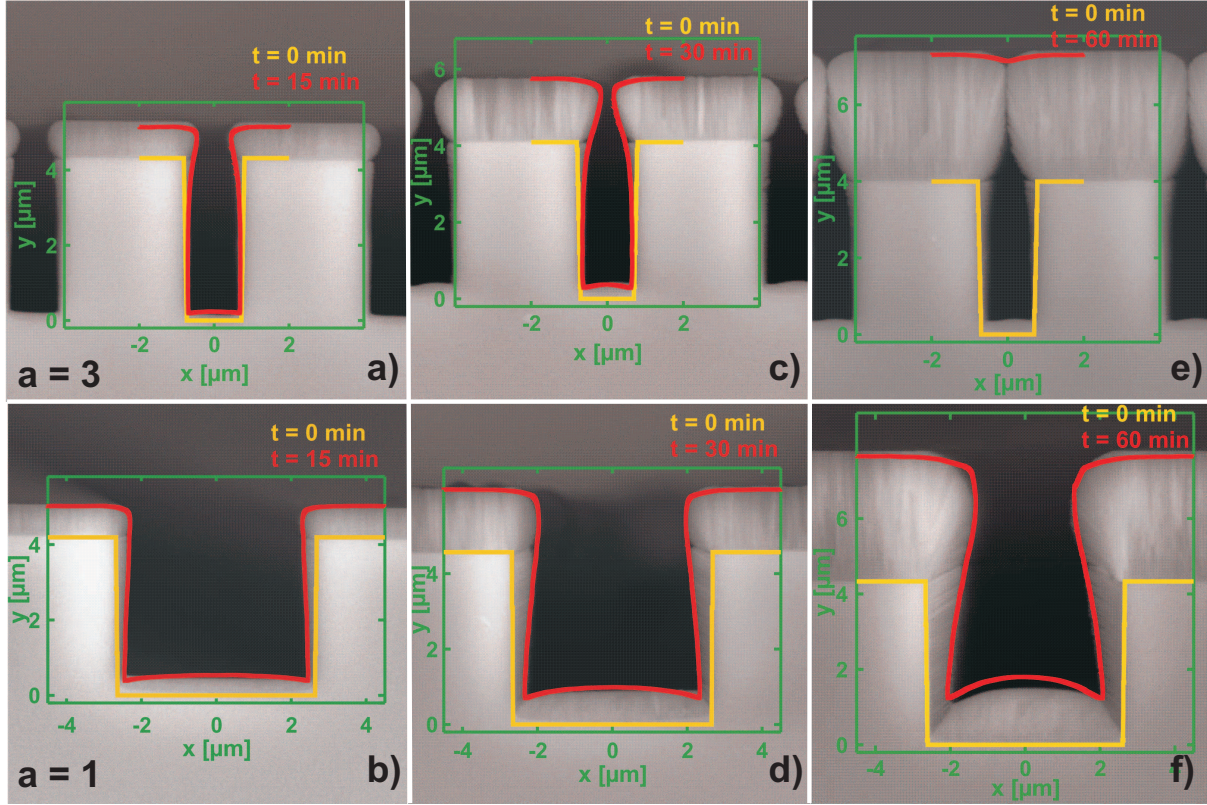 t = 0 min
t = 15 min
4
2
0
y [µm]
-2
0
2
x [µm]
a = 3
a)
t = 0 min
t = 30 min
6
4
2
0
y [µm]
-2
0
2
x [µm]
c)
t = 0 min
t = 60 min
6
4
2
0
y [µm]
-2
0
2
x [µm]
e)
t = 0 min
t = 15 min
4
2
0
y [µm]
-4
-2
0
2
4
x [µm]
a = 1
b)
t = 0 min
t = 30 min
6
4
2
0
y [µm]
-4
-2
0
2
4
x [µm]
d)
t = 0 min
t = 60 min
8
6
4
2
0
y [µm]
-4
-2
0
2
4
x [µm]
f)